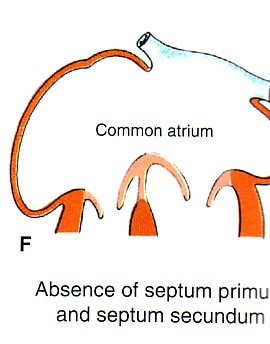 Common atrium
F
Absence of septum primu
and septum secundum